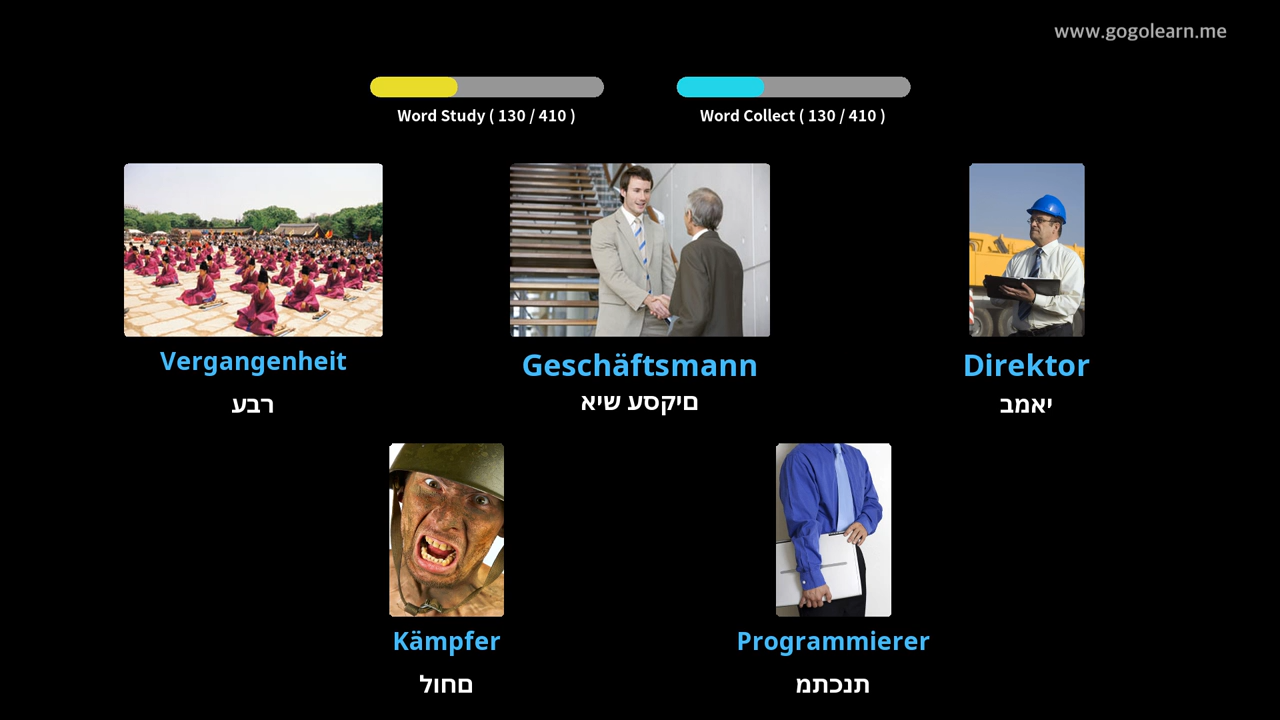 www.gogolearn.me
Word Study ( 130 / 410 )
Word Collect ( 130 / 410 )
Vergangenheit
רבע
Geschäftsmann
םיקסע שיא
Direktor
יאמב
Kämpfer
םחול
Programmierer
תנכתמ